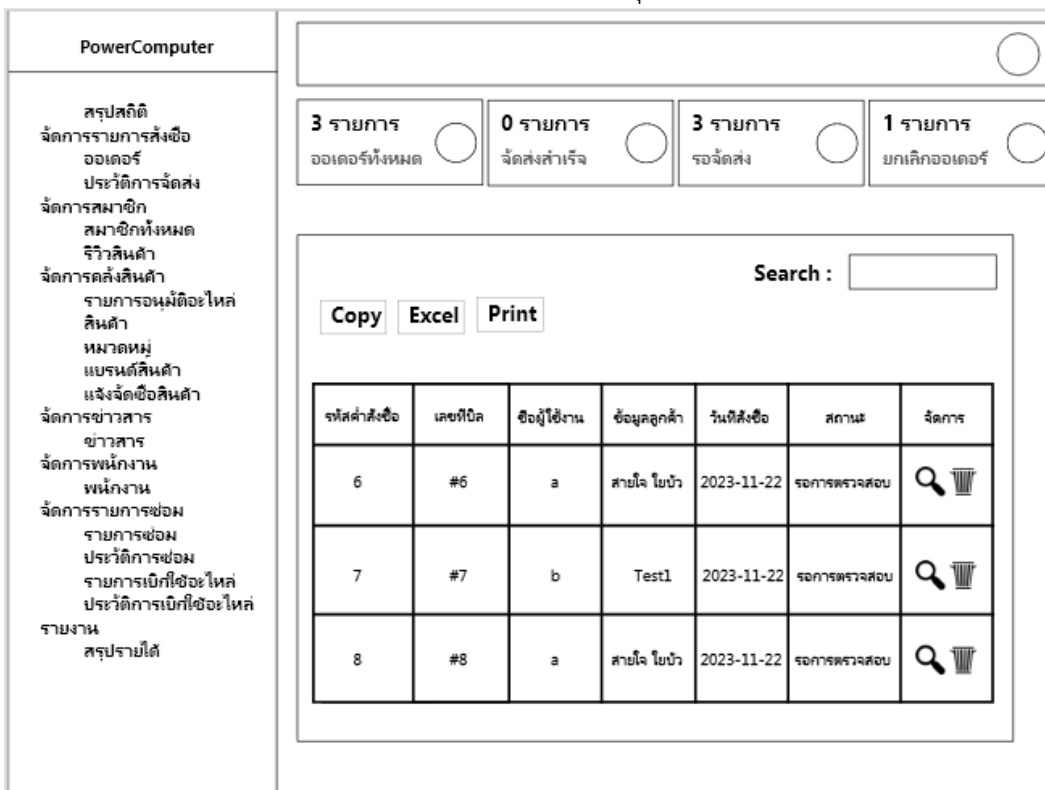 PowerComputer
สรุปสถิติ
จัดการรายการสั่งซื้อ
ออเดอร์
ประวัติการจัดส่ง
จัดการสมาชิก
สมาชิกทั้งหมด
รีวิวสินค้า
จัดการคลังสินค้า
รายการอนุมัติอะไหล่
สินค้า
หมวดหมู่
แบรนด์สินค้า
แจ้งจัดซื้อสินค้า
จัดการข่าวสาร
ข่าวสาร
จัดการพนักงาน
พนักงาน
จัดการรายการซ่อม
รายการซ่อม
ประวัติการซ่อม
รายการเบิกใช้อะไหล่
ประวัติการเบิกใช้อะไหล่
รายงาน
สรุปรายได้
3 รายการ
ออเดอร์ทั้งหมด
0 รายการ
จัดส่งสำเร็จ
3 รายการ
รอจัดส่ง
1 รายการ
ยกเลิกออเดอร์
Search :
Copy Excel Print
รหัสคำสั่งซื้อ เลขที่บิล ชื่อผู้ใช้งาน ข้อมูลลูกค้า วันที่สั่งซื้อ สถานะ จัดการ
6 #6 a สายใจ ใยบัว 2023-11-22 รอการตรวจสอบ
7 #7 b Test1 2023-11-22 รอการตรวจสอบ
8 #8 a สายใจ ใยบัว 2023-11-22 รอการตรวจสอบ